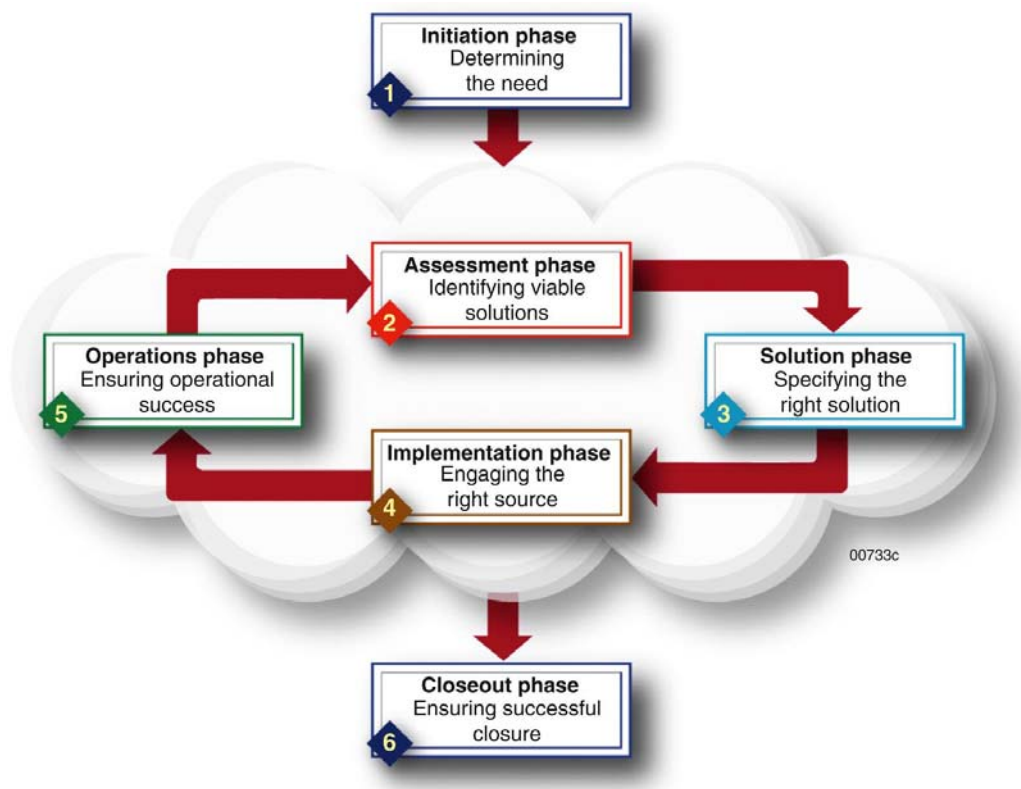 Initiation phase
Determining
the need
1
Assessment phase
Identifying viable
solutions
2
Operations phase
Ensuring operational
success
5
Solution phase
Specifying the
right solution
3
Implementation phase
Engaging the
right source
4
00733c
Closeout phase
Ensuring successful
closure
6